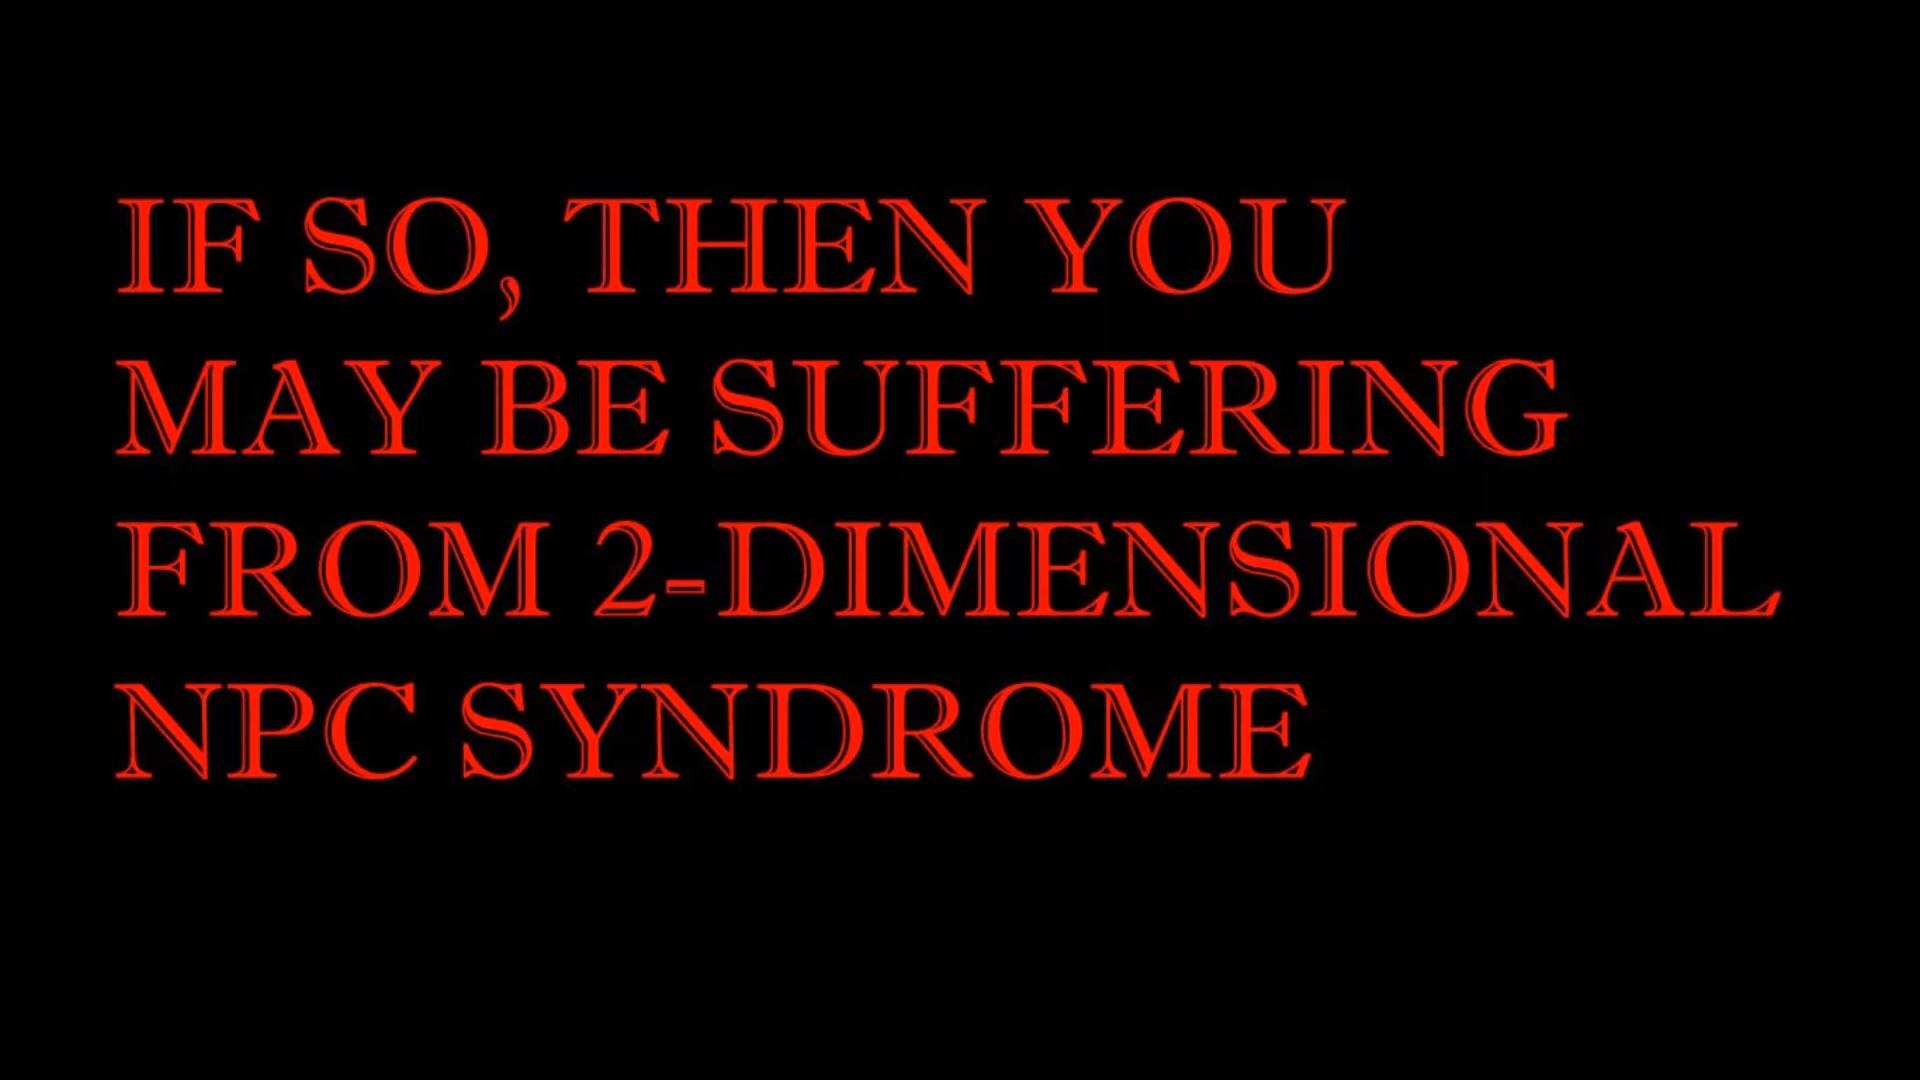 IF SO, THEN YOU
MAY BE SUFFERING
FROM 2-DIMENSIONAL
NPC SYNDROME